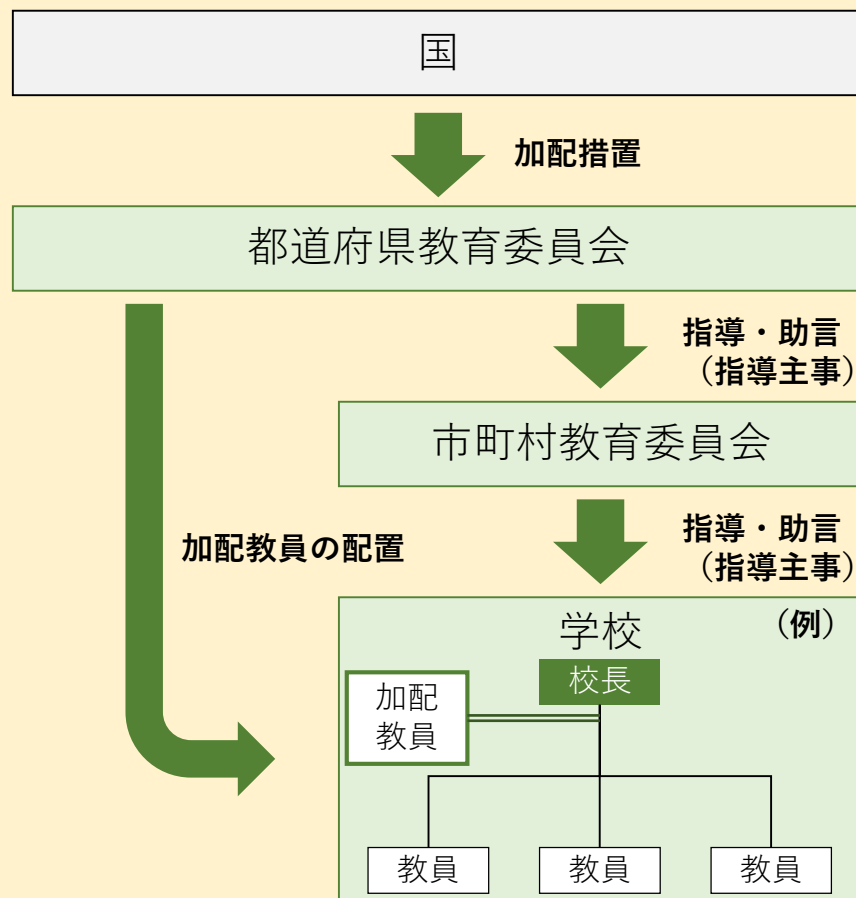 国
加配措置
都道府県教育委員会
指導・助言
（指導主事）
市町村教育委員会
加配教員の配置
指導・助言
（指導主事）
学校
（例）
校長
加配
教員
教員
教員
教員